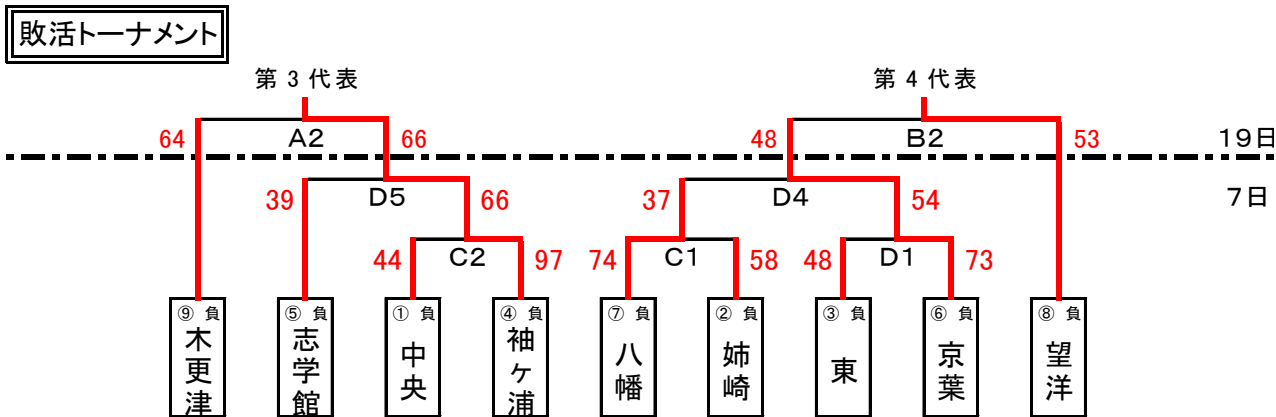 敗活トーナメント
第3代表 第4代表
64 A2 66 48 B2 53 19日
39 D5 66 37 D4 54 7日
44 C2 97 74 C1 58 48 D1 73
⑨ 負 ⑤ 負 ① 負 ④ 負 ⑦ 負 ② 負 ③ 負 ⑥ 負 ⑧ 負
木更津 志学館 中央 袖ヶ浦 八幡 姉崎 東 京葉 望洋